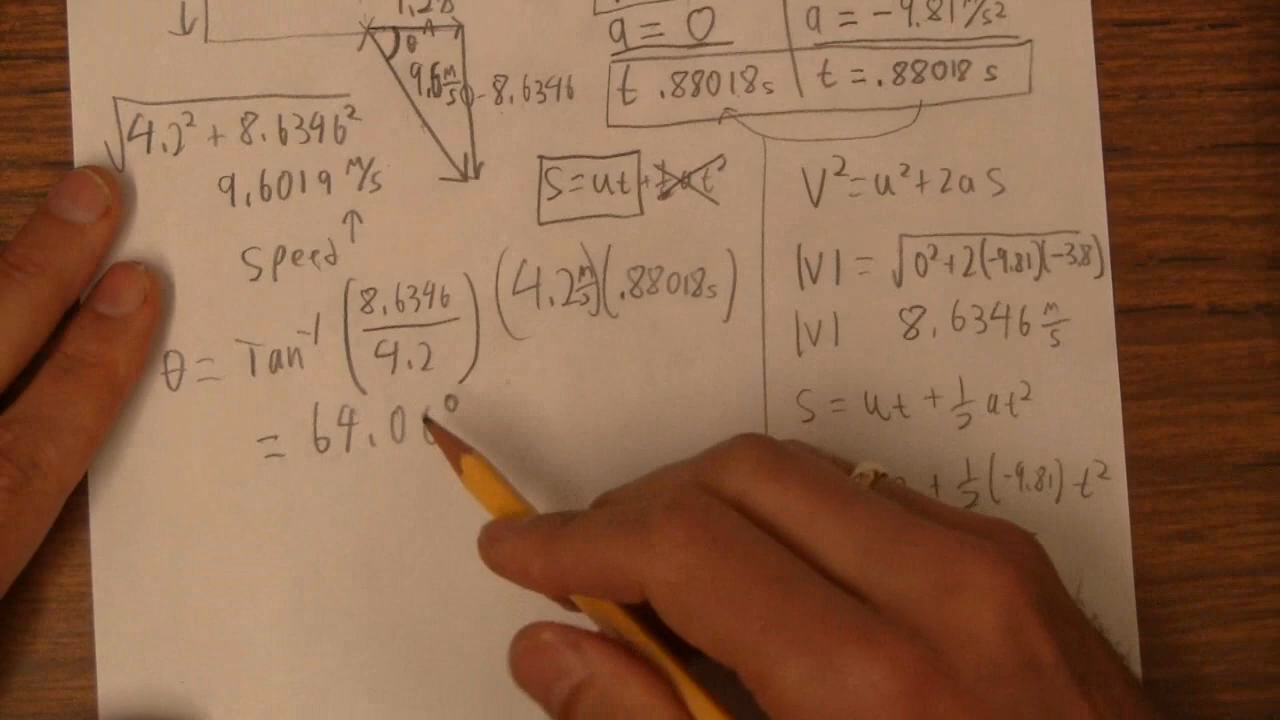 a = 0
a = -9.81 m/s²
t .88018 s
t = .88018 s
θ
9.6 m/s
-8.6346
√4.2² + 8.6346²
9.6019 m/s
Speed ↑
s = ut
V² = u² + 2as
|V| = √0² + 2(-9.81)(-3.8)
|V| 8.6346 m/s
θ = Tan⁻¹ (8.6346/4.2)
(4.2 m/s)(.88018s)
= 64.0
s = ut + ½ at²
+ ½ (-9.81) t²